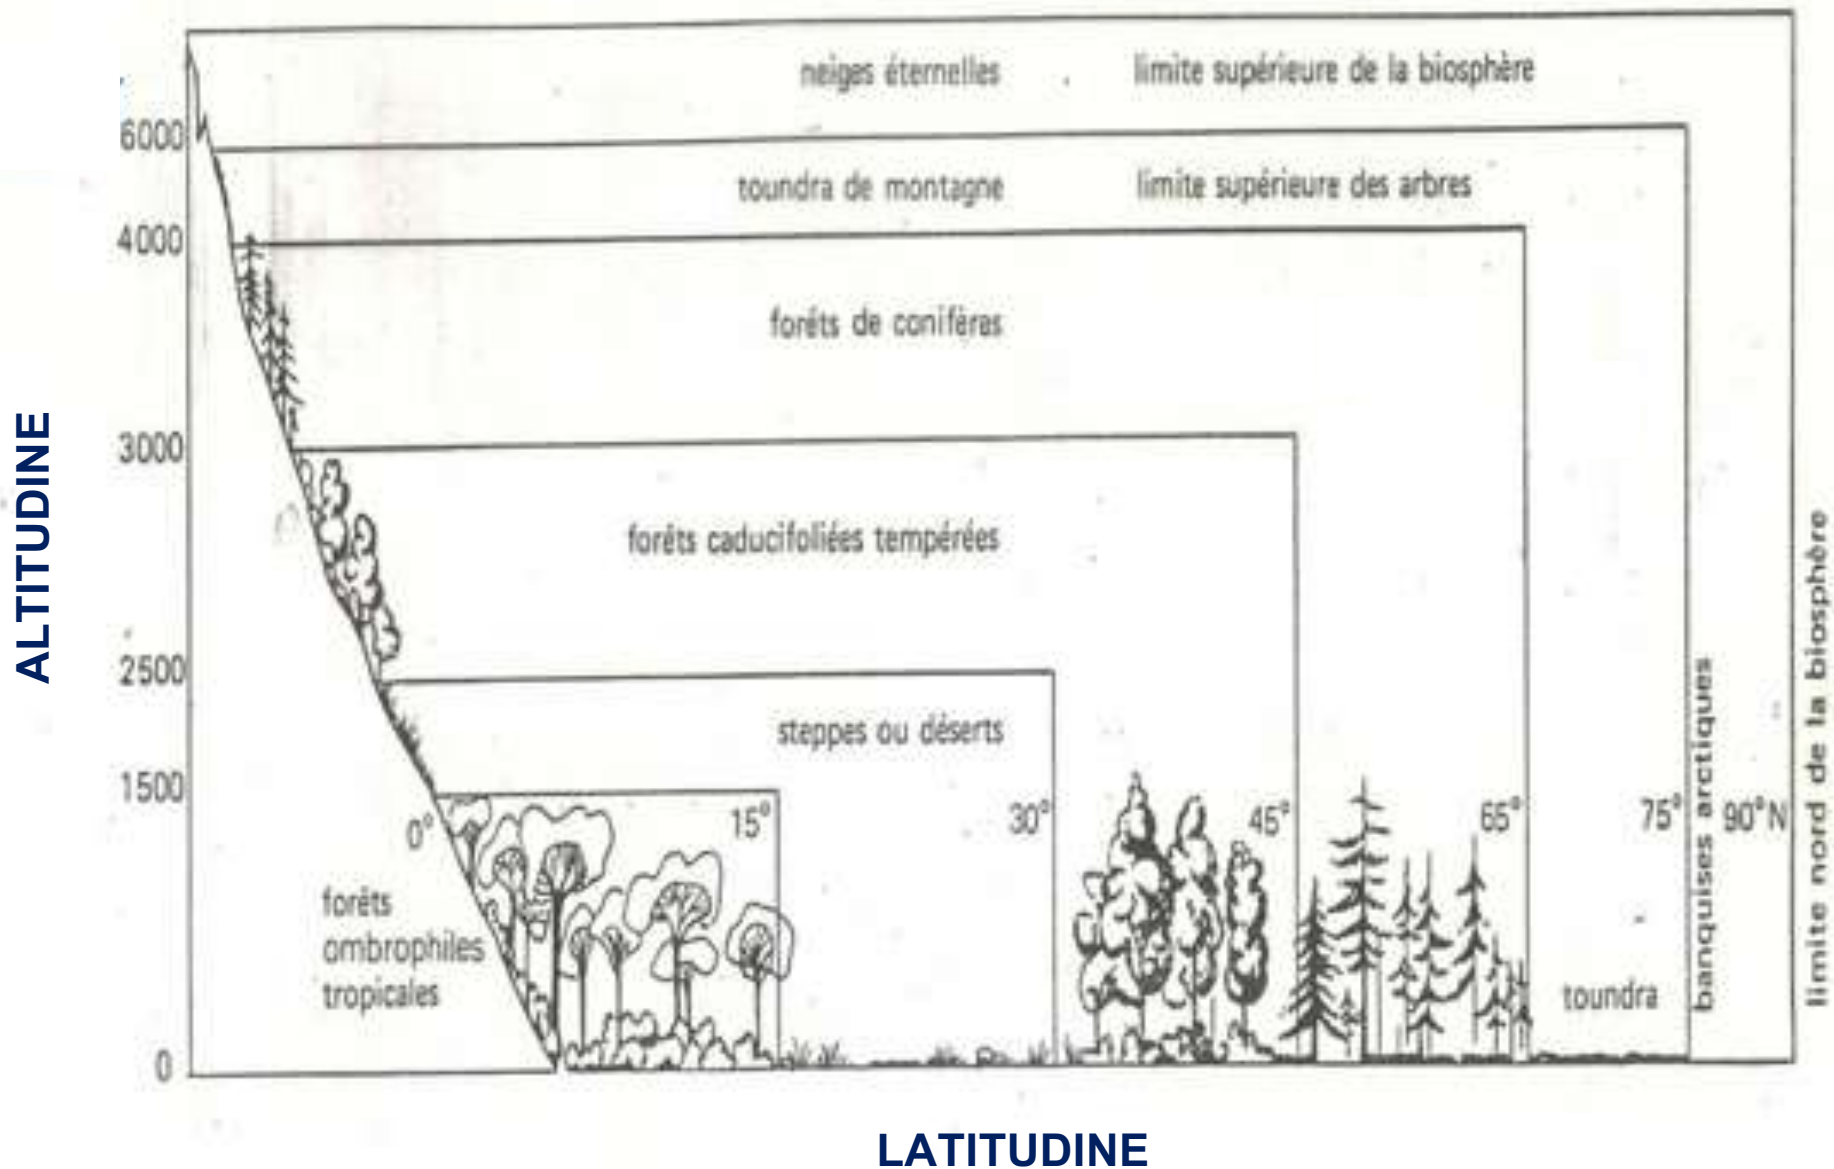 neiges éternelles limite supérieure de la biosphère
6000
toundra de montagne limite supérieure des arbres
4000
forêts de conifères
3000
forêts caducifoliées tempérées
2500
steppes ou déserts
1500
0° 15° 30° 45° 65° 75° 90°N
forêts
ombrophiles
tropicales
toundra
0
banquises arctiques
limite nord de la biosphère
ALTITUDINE
LATITUDINE